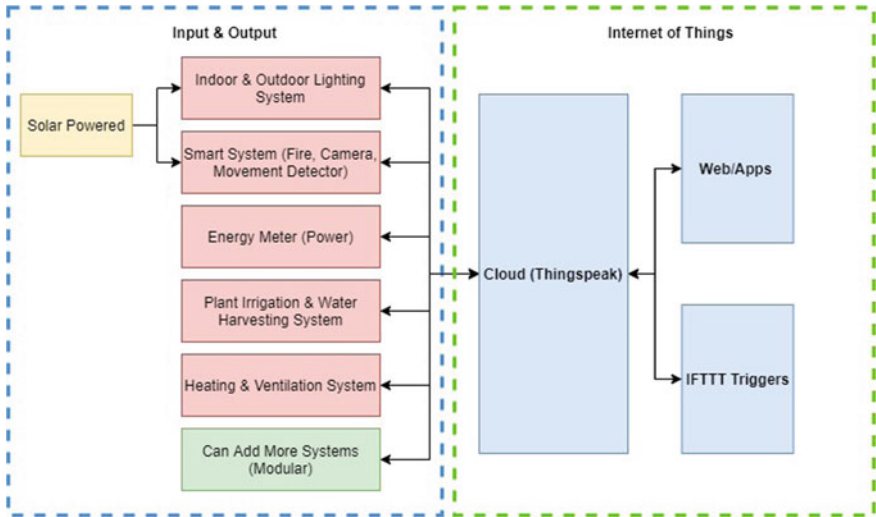 Input & Output
Solar Powered
Indoor & Outdoor Lighting
System
Smart System (Fire, Camera,
Movement Detector)
Energy Meter (Power)
Plant Irrigation & Water
Harvesting System
Heating & Ventilation System
Can Add More Systems
(Modular)
Internet of Things
Cloud (Thingspeak)
Web/Apps
IFTTT Triggers